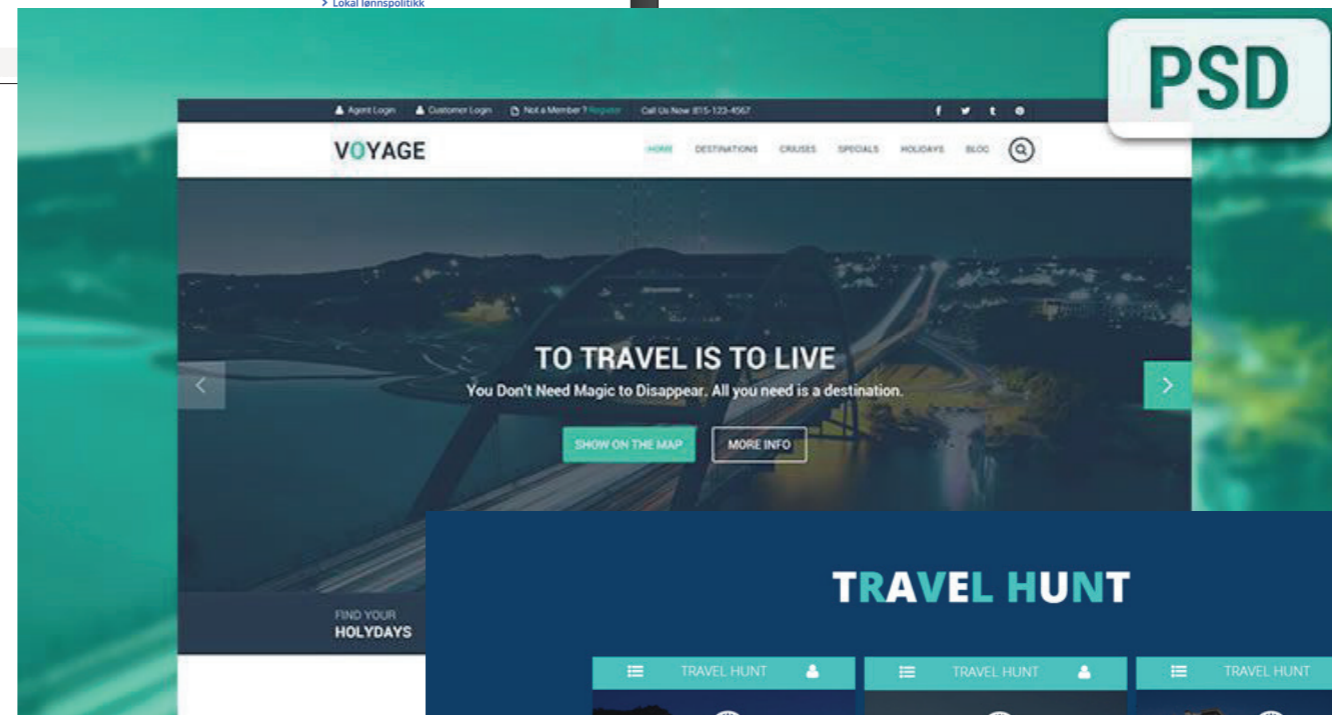 > Lokal lønnspolitikk
PSD
Agent Login Customer Login Not a Member ? Register Call Us Now 815-123-4567
VOYAGE
HOME DESTINATIONS CRIUSES SPECIALS HOLIDAYS BLOG
TO TRAVEL IS TO LIVE
You Don't Need Magic to Disappear. All you need is a destination.
SHOW ON THE MAP MORE INFO
FIND YOUR
HOLYDAYS
TRAVEL HUNT
TRAVEL HUNT TRAVEL HUNT TRAVEL HUNT